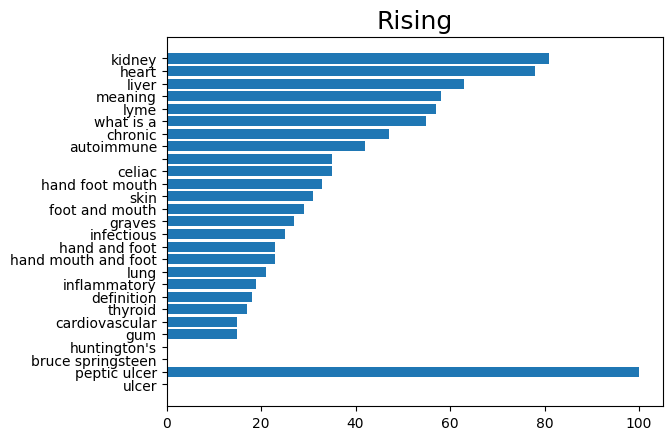 Rising
kidney
heart
liver
meaning
lyme
what is a
chronic
autoimmune
celiac
hand foot mouth
skin
foot and mouth
graves
infectious
hand and foot
hand mouth and foot
lung
inflammatory
definition
thyroid
cardiovascular
gum
huntington's
bruce springsteen
peptic ulcer
ulcer
0 20 40 60 80 100